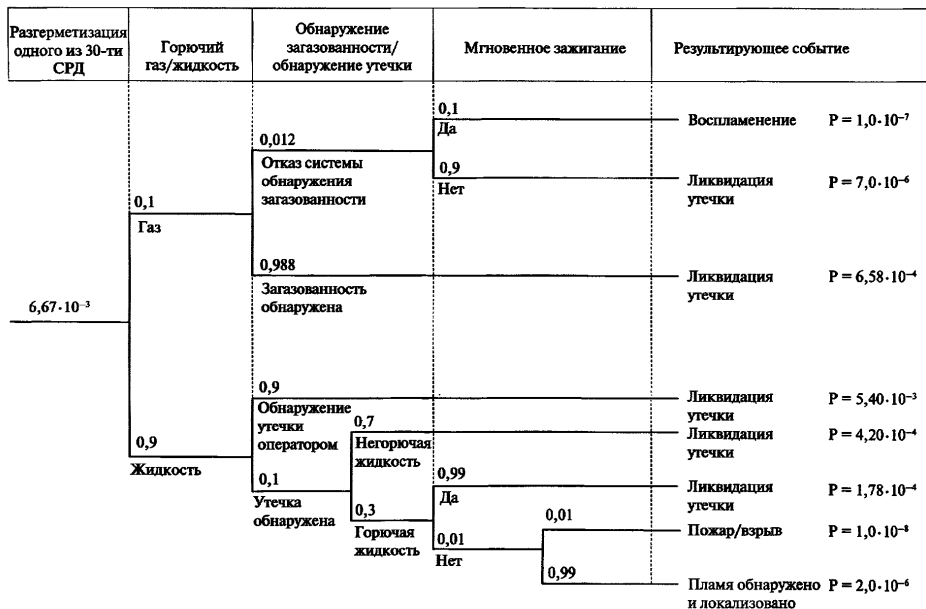 Разгерметизация
одного из 30-ти
СРД
Горючий
газ/жидкость
Обнаружение
загазованности/
обнаружение утечки
Мгновенное зажигание
Результирующее событие
6,67·10⁻³
0,1
Газ
0,012
Отказ системы
обнаружения
загазованности
0,1
Да
Воспламенение P = 1,0·10⁻⁷
0,9
Нет
Ликвидация P = 7,0·10⁻⁶
утечки
0,988
Загазованность
обнаружена
Ликвидация P = 6,58·10⁻⁴
утечки
0,9
Жидкость
0,9
Обнаружение
утечки
оператором
Ликвидация P = 5,40·10⁻³
утечки
0,1
Утечка
обнаружена
0,7
Негорючая
жидкость
Ликвидация P = 4,20·10⁻⁴
утечки
0,3
Горючая
жидкость
0,99
Да
Ликвидация P = 1,78·10⁻⁴
утечки
0,01
Нет
0,01
Пожар/взрыв P = 1,0·10⁻⁸
0,99
Пламя обнаружено P = 2,0·10⁻⁶
и локализовано